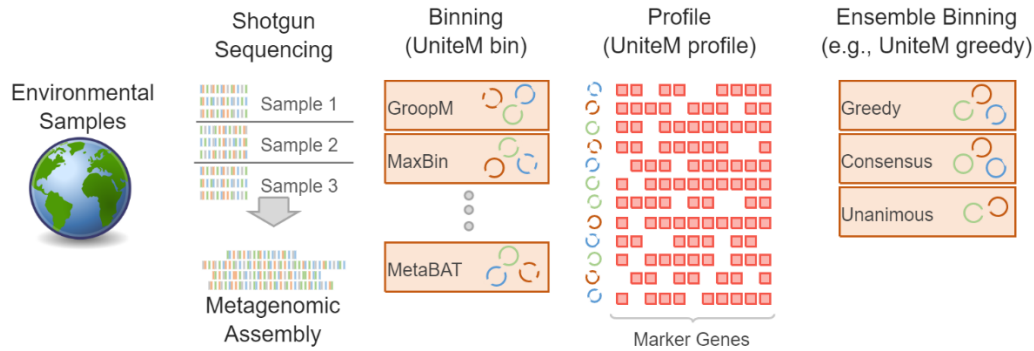 Environmental
Samples
Shotgun
Sequencing
Sample 1
Sample 2
Sample 3
Metagenomic
Assembly
Binning
(UniteM bin)
GroopM
MaxBin
MetaBAT
Profile
(UniteM profile)
Marker Genes
Ensemble Binning
(e.g., UniteM greedy)
Greedy
Consensus
Unanimous